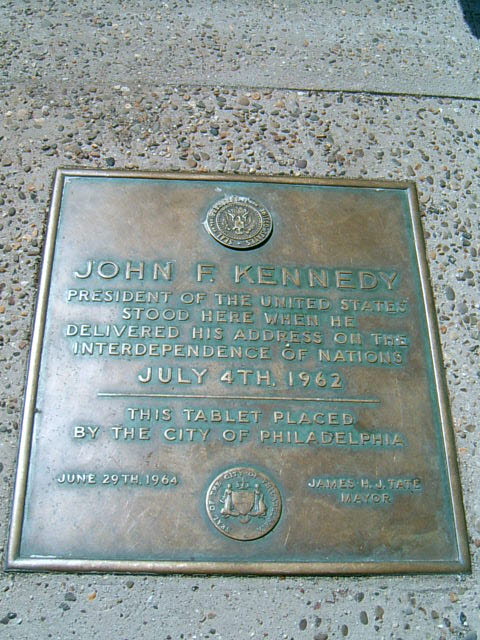 JOHN F. KENNEDY
PRESIDENT OF THE UNITED STATES
STOOD HERE WHEN HE
DELIVERED HIS ADDRESS ON THE
INTERDEPENDENCE OF NATIONS
JULY 4TH, 1962
THIS TABLET PLACED
BY THE CITY OF PHILADELPHIA
JUNE 29TH, 1964
JAMES H. J. TATE
MAYOR